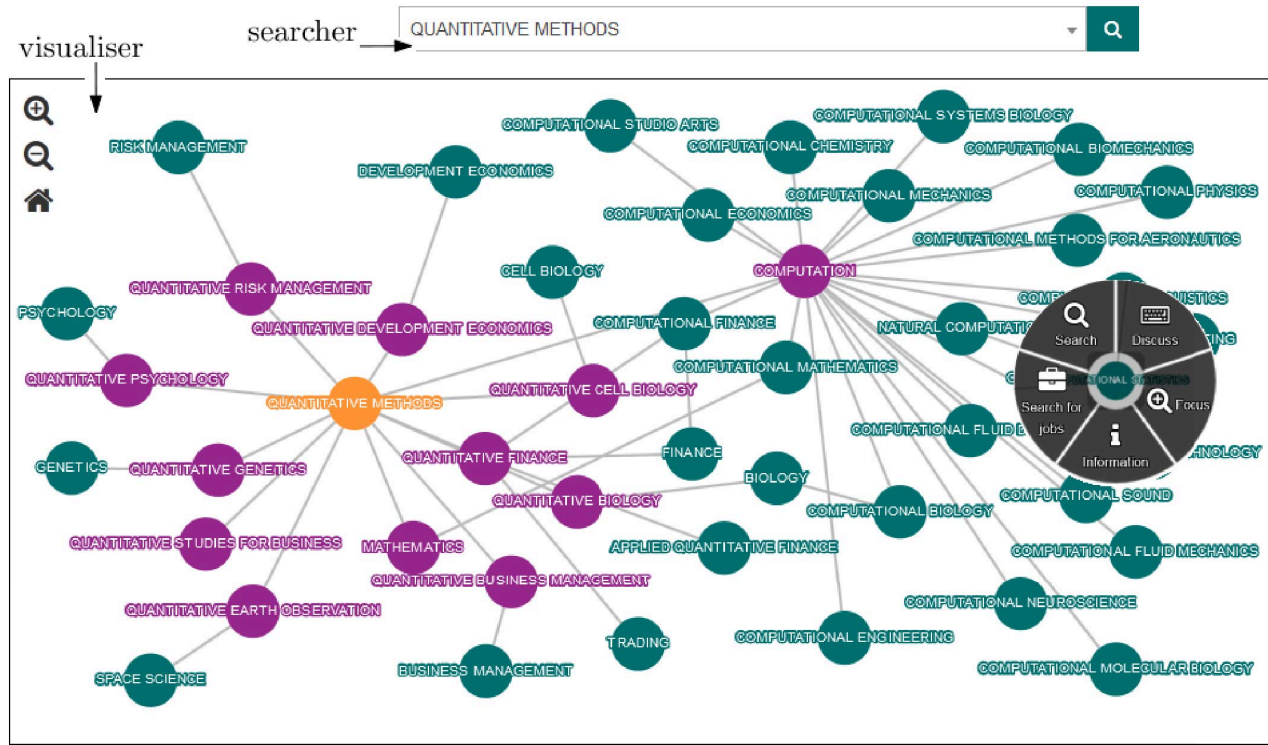 searcher
QUANTITATIVE METHODS
visualiser
COMPUTATIONAL SYSTEMS BIOLOGY
COMPUTATIONAL STUDIO ARTS
RISK MANAGEMENT
COMPUTATIONAL CHEMISTRY
COMPUTATIONAL BIOMECHANICS
DEVELOPMENT ECONOMICS
COMPUTATIONAL MECHANICS
COMPUTATIONAL PHYSICS
COMPUTATIONAL ECONOMICS
COMPUTATIONAL METHODS FOR AERONAUTICS
CELL BIOLOGY
COMPUTATION
QUANTITATIVE RISK MANAGEMENT
PSYCHOLOGY
QUANTITATIVE DEVELOPMENT ECONOMICS
COMPUTATIONAL FINANCE
NATURAL
Search
Discuss
COMPUTATIONAL MATHEMATICS
QUANTITATIVE PSYCHOLOGY
QUANTITATIVE CELL BIOLOGY
QUANTITATIVE METHODS
Search for
jobs
Focus
COMPUTATIONAL FLUID
Information
QUANTITATIVE FINANCE
FINANCE
GENETICS
QUANTITATIVE GENETICS
BIOLOGY
COMPUTATIONAL SOUND
QUANTITATIVE BIOLOGY
COMPUTATIONAL BIOLOGY
QUANTITATIVE STUDIES FOR BUSINESS
MATHEMATICS
APPLIED QUANTITATIVE FINANCE
COMPUTATIONAL FLUID MECHANICS
QUANTITATIVE BUSINESS MANAGEMENT
QUANTITATIVE EARTH OBSERVATION
COMPUTATIONAL NEUROSCIENCE
TRADING
COMPUTATIONAL ENGINEERING
SPACE SCIENCE
BUSINESS MANAGEMENT
COMPUTATIONAL MOLECULAR BIOLOGY